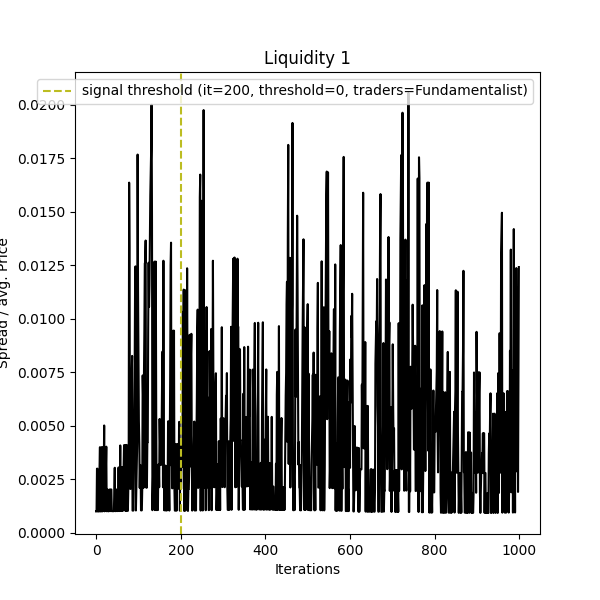 Liquidity 1
signal threshold (it=200, threshold=0, traders=Fundamentalist)
0.0200
0.0175
0.0150
0.0125
0.0100
0.0075
0.0050
0.0025
0.0000
Spread / avg. Price
0 200 400 600 800 1000
Iterations